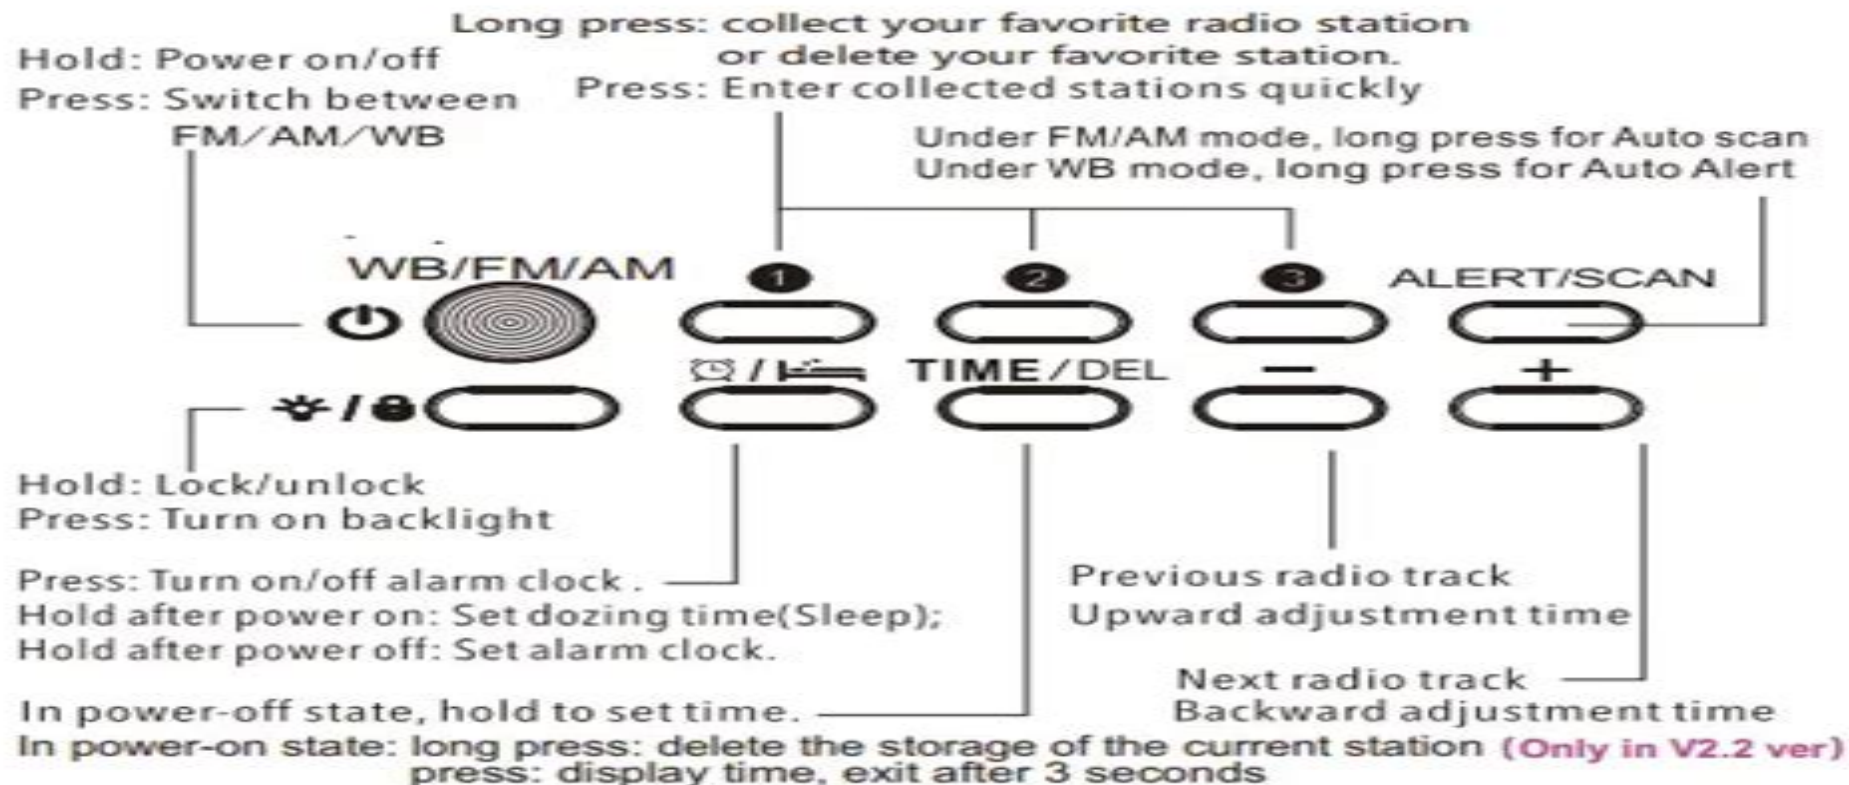 Long press: collect your favorite radio station
or delete your favorite station.
Press: Enter collected stations quickly
Hold: Power on/off
Press: Switch between
FM/AM/WB
Under FM/AM mode, long press for Auto scan
Under WB mode, long press for Auto Alert
WB/FM/AM
1
2
3
ALERT/SCAN
/
TIME/DEL
−
+
/
Hold: Lock/unlock
Press: Turn on backlight
Press: Turn on/off alarm clock .
Hold after power on: Set dozing time(Sleep);
Hold after power off: Set alarm clock.
Previous radio track
Upward adjustment time
Next radio track
Backward adjustment time
In power-off state, hold to set time.
In power-on state: long press: delete the storage of the current station (Only in V2.2 ver)
press: display time, exit after 3 seconds